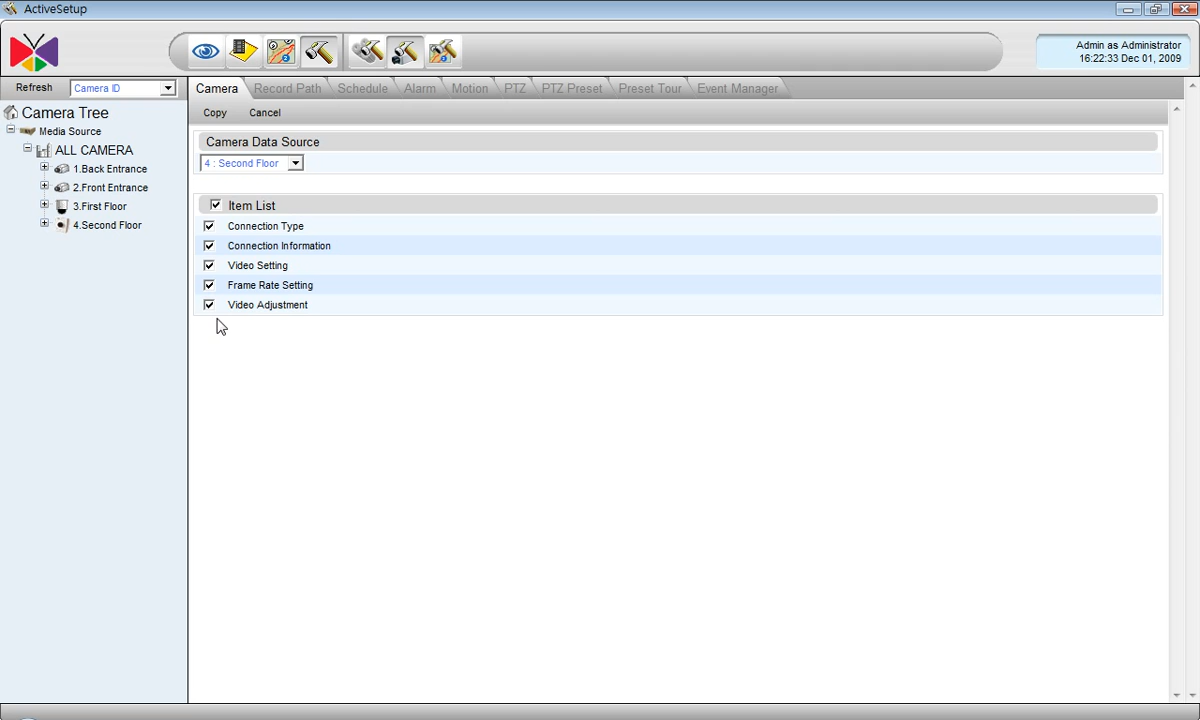 ActiveSetup
Admin as Administrator
16:22:33 Dec 01, 2009
Refresh Camera ID
Camera Record Path Schedule Alarm Motion PTZ PTZ Preset Preset Tour Event Manager
Copy Cancel
Camera Tree
Media Source
ALL CAMERA
1.Back Entrance
2.Front Entrance
3.First Floor
4.Second Floor
Camera Data Source
4 : Second Floor
Item List
Connection Type
Connection Information
Video Setting
Frame Rate Setting
Video Adjustment